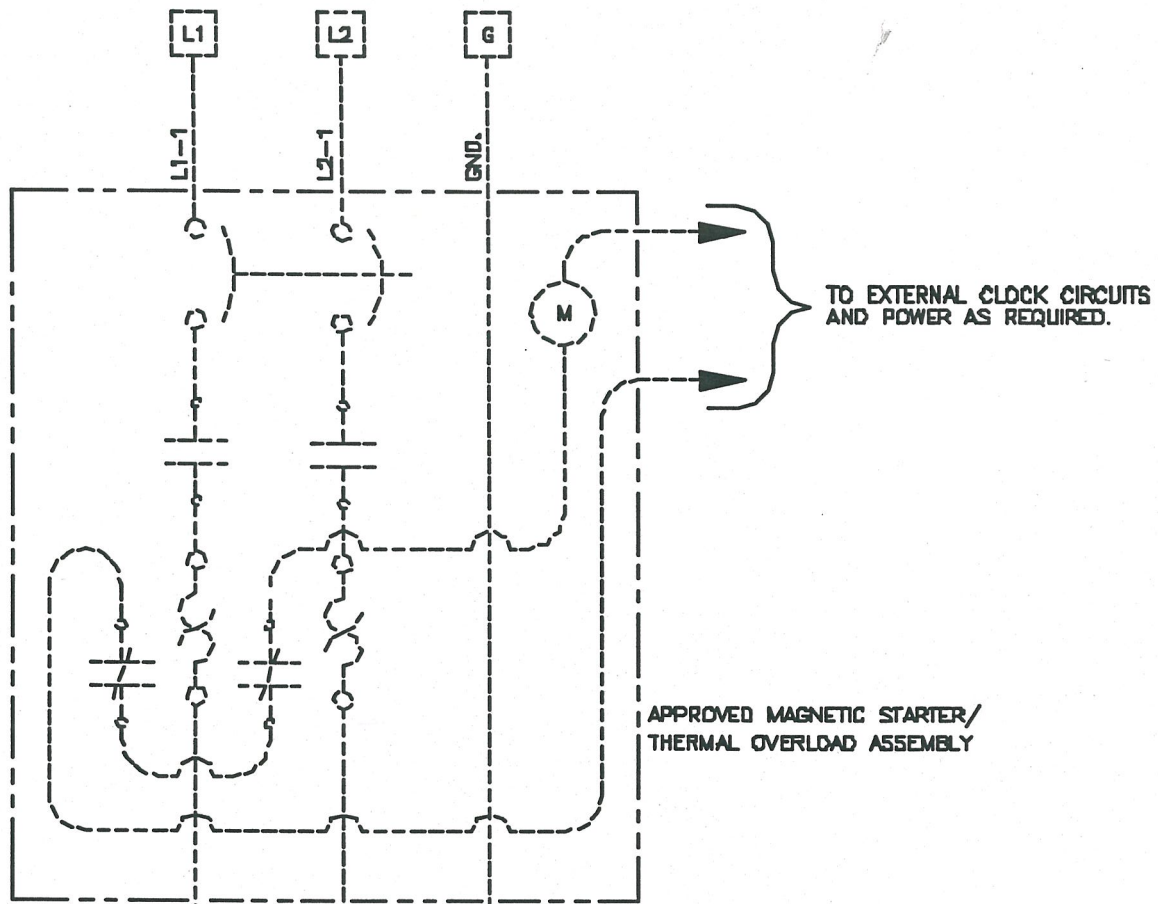 L1
L2
G
L1-1
L2-1
GND.
M
TO EXTERNAL CLOCK CIRCUITS
AND POWER AS REQUIRED.
APPROVED MAGNETIC STARTER/
THERMAL OVERLOAD ASSEMBLY